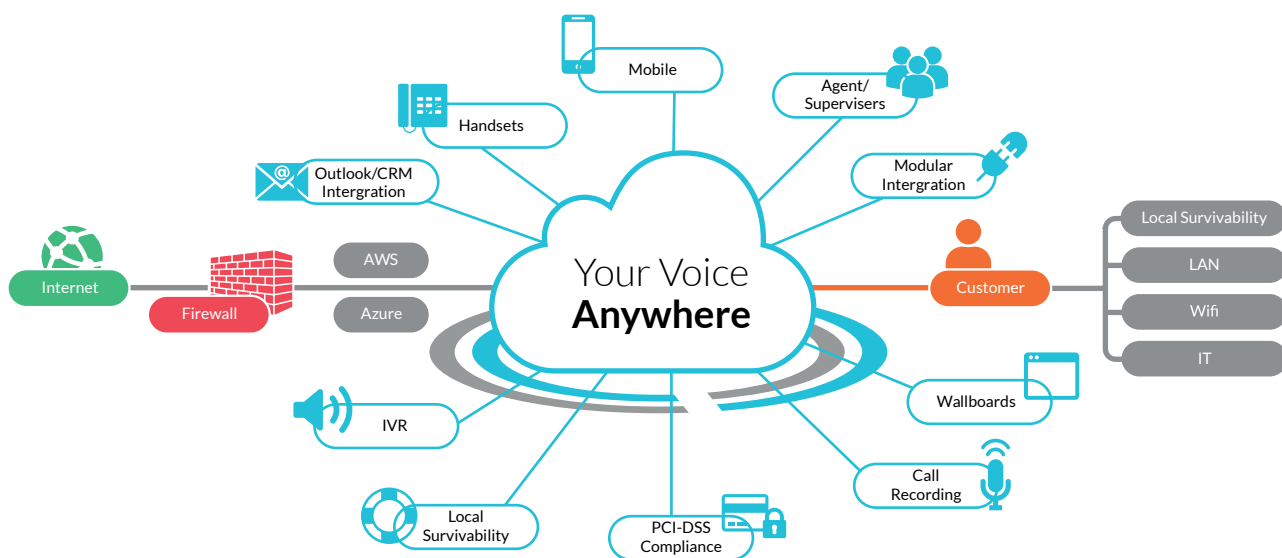 Mobile
Agent/
Supervisers
Handsets
Modular
Intergration
Outlook/CRM
Intergration
@
Local Survivability
AWS
LAN
Internet
Your Voice
Customer
Firewall
Azure
Anywhere
Wifi
IT
Wallboards
IVR
Call
Recording
Local
Survivability
PCI-DSS
Compliance